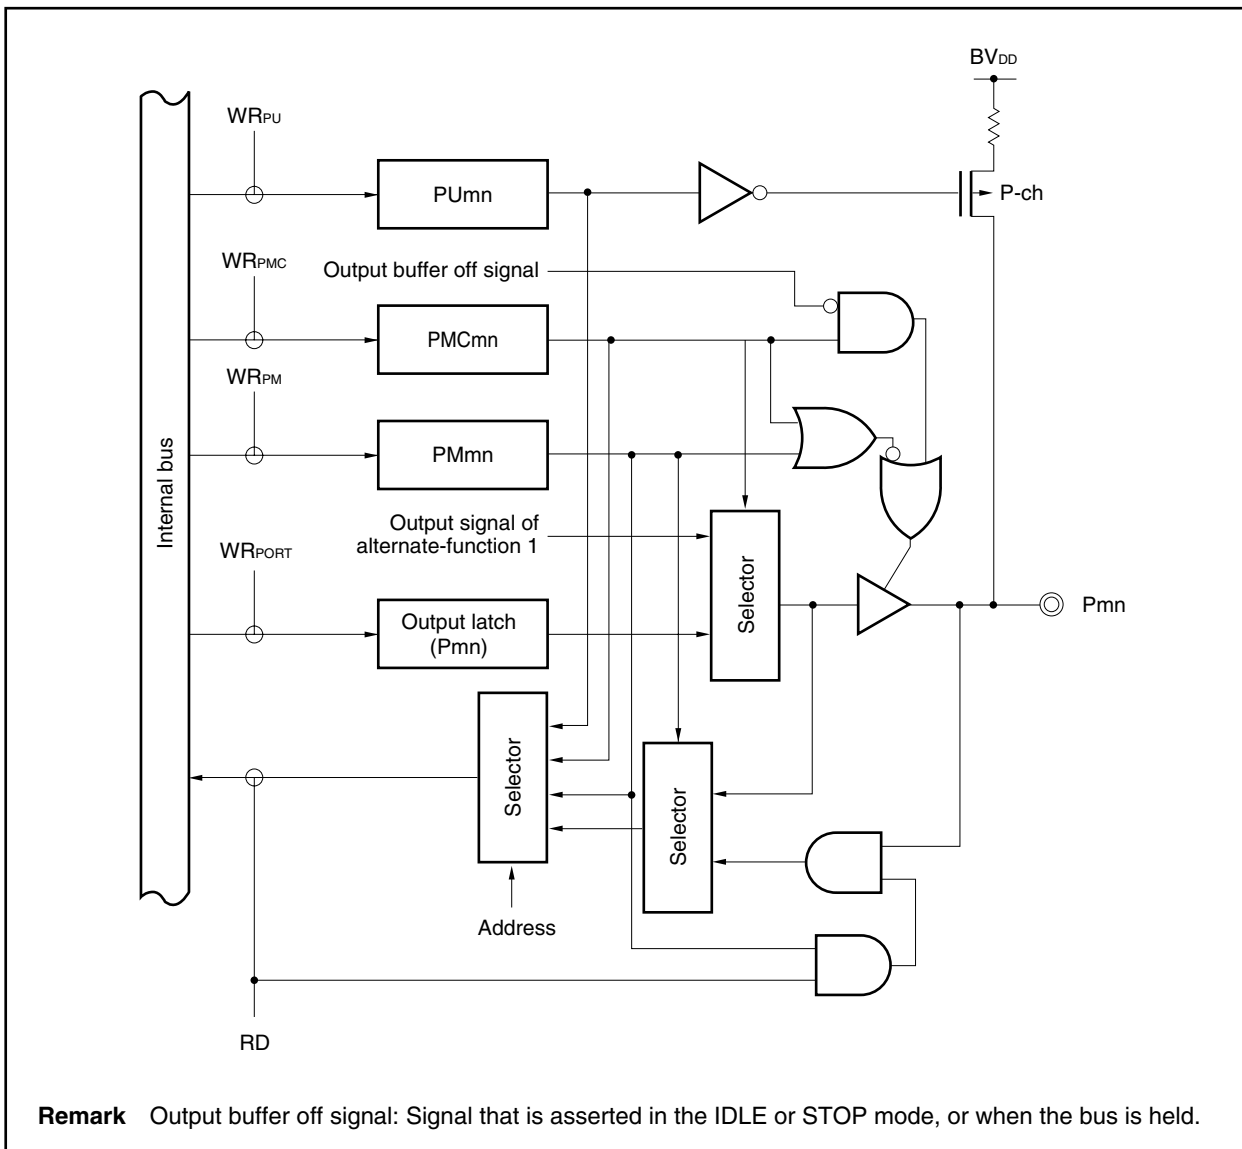 BVDD
WRPU
PUmn
P-ch
Output buffer off signal
WRPMC
PMCmn
WRPM
PMmn
Internal bus
Output signal of
alternate-function 1
WRPORT
Selector
Output latch
(Pmn)
Pmn
Selector
Selector
Address
RD
Remark Output buffer off signal: Signal that is asserted in the IDLE or STOP mode, or when the bus is held.